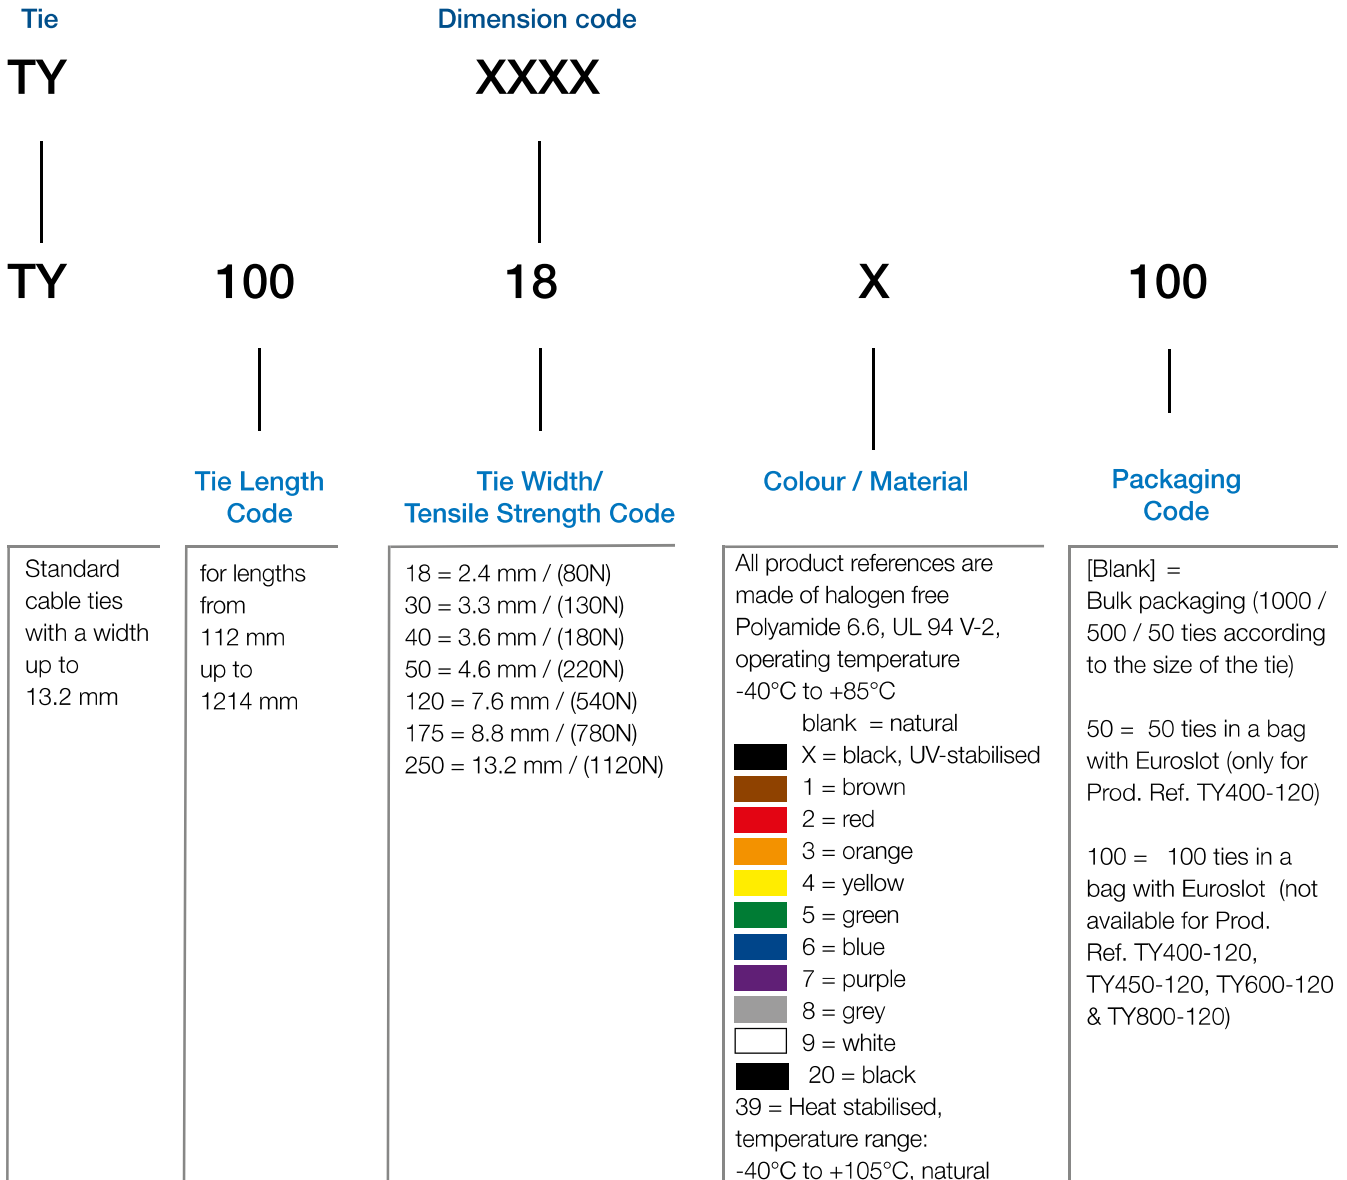 Tie
Dimension code
TY
XXXX
TY
100
18
X
100
Tie Length
Code
Tie Width/
Tensile Strength Code
Colour / Material
Packaging
Code
Standard
cable ties
with a width
up to
13.2 mm
for lengths
from
112 mm
up to
1214 mm
18 = 2.4 mm / (80N)
30 = 3.3 mm / (130N)
40 = 3.6 mm / (180N)
50 = 4.6 mm / (220N)
120 = 7.6 mm / (540N)
175 = 8.8 mm / (780N)
250 = 13.2 mm / (1120N)
All product references are
made of halogen free
Polyamide 6.6, UL 94 V-2,
operating temperature
-40°C to +85°C
blank = natural
X = black, UV-stabilised
1 = brown
2 = red
3 = orange
4 = yellow
5 = green
6 = blue
7 = purple
8 = grey
9 = white
20 = black
39 = Heat stabilised,
temperature range:
-40°C to +105°C, natural
[Blank] =
Bulk packaging (1000 /
500 / 50 ties according
to the size of the tie)
50 = 50 ties in a bag
with Euroslot (only for
Prod. Ref. TY400-120)
100 = 100 ties in a
bag with Euroslot (not
available for Prod.
Ref. TY400-120,
TY450-120, TY600-120
& TY800-120)